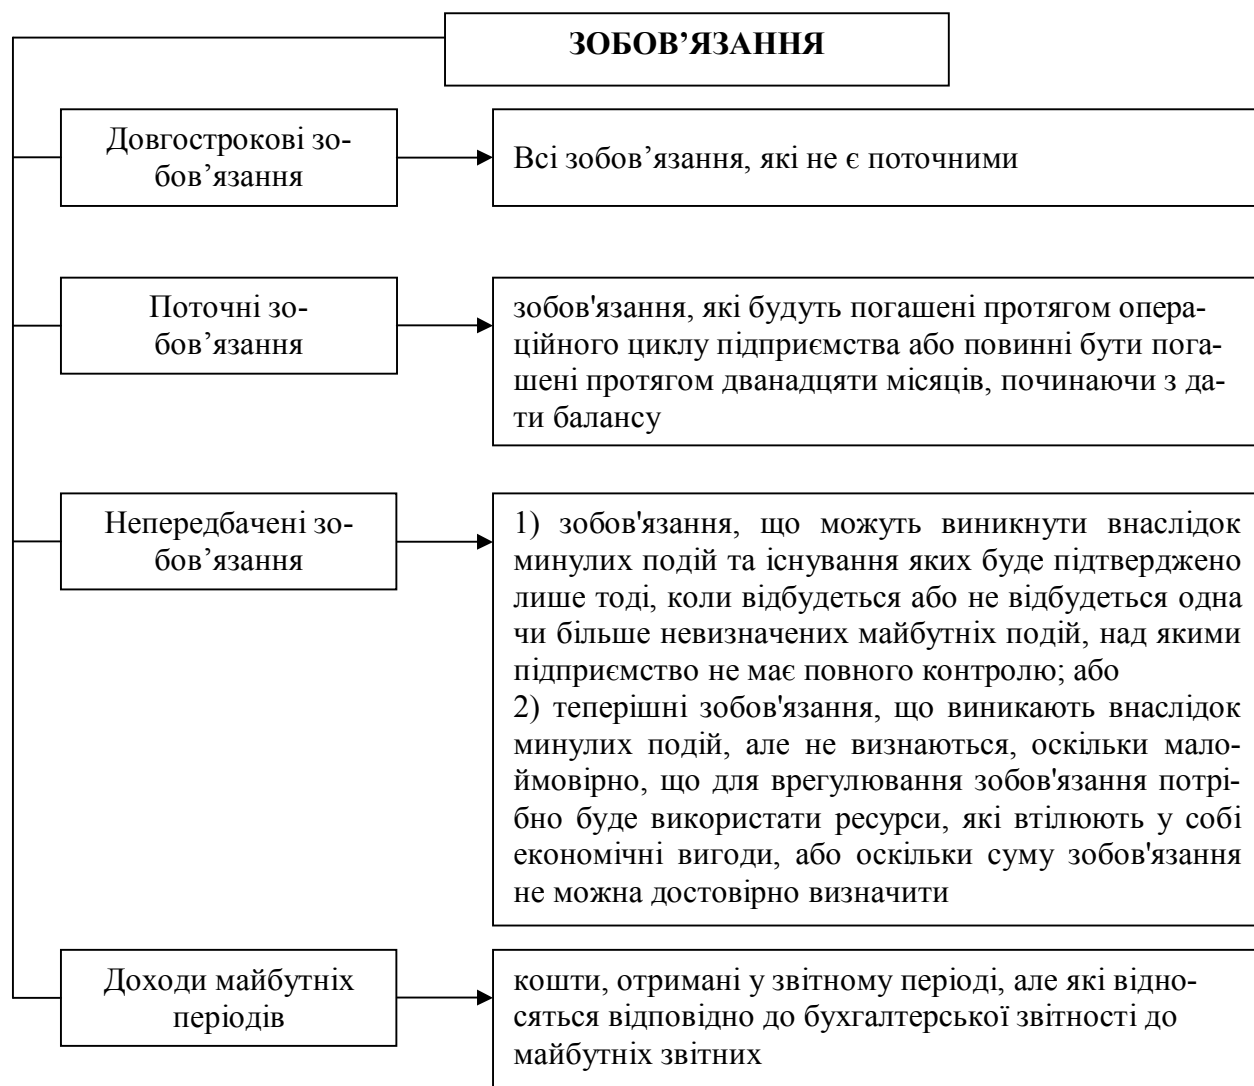 ЗОБОВ’ЯЗАННЯ
Довгострокові зо-
бов’язання
Всі зобов’язання, які не є поточними
Поточні зо-
бов’язання
зобов'язання, які будуть погашені протягом опера-
ційного циклу підприємства або повинні бути пога-
шені протягом дванадцяти місяців, починаючи з да-
ти балансу
Непередбачені зо-
бов’язання
1) зобов'язання, що можуть виникнути внаслідок
минулих подій та існування яких буде підтверджено
лише тоді, коли відбудеться або не відбудеться одна
чи більше невизначених майбутніх подій, над якими
підприємство не має повного контролю; або
2) теперішні зобов'язання, що виникають внаслідок
минулих подій, але не визнаються, оскільки мало-
ймовірно, що для врегулювання зобов'язання потрі-
бно буде використати ресурси, які втілюють у собі
економічні вигоди, або оскільки суму зобов'язання
не можна достовірно визначити
Доходи майбутніх
періодів
кошти, отримані у звітному періоді, але які відно-
сяться відповідно до бухгалтерської звітності до
майбутніх звітних